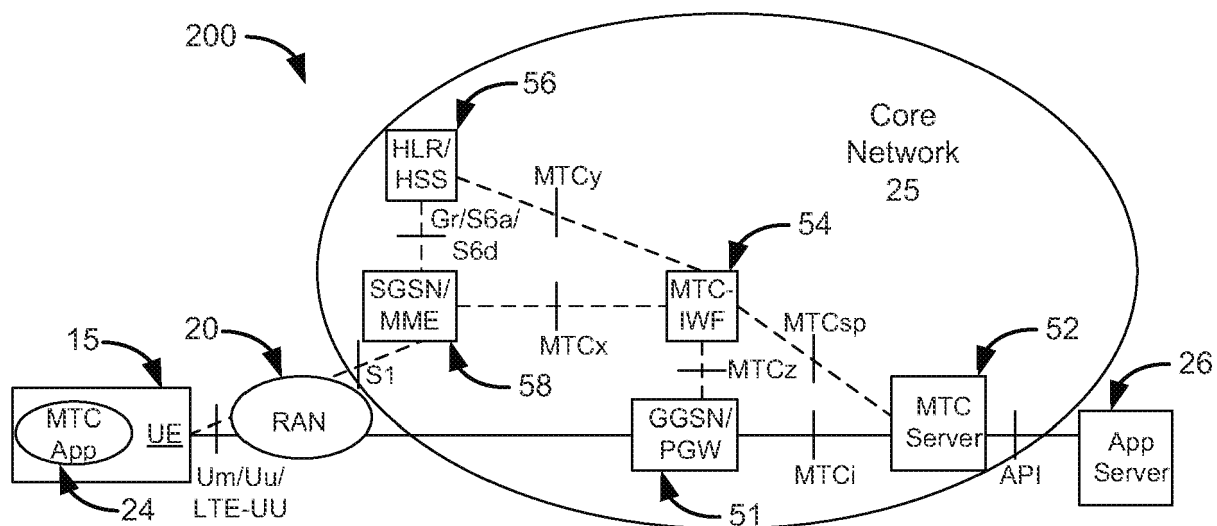 200
56
Core
Network
25
HLR/
HSS
MTCy
Gr/S6a/
S6d
54
SGSN/
MME
MTC-
IWF
MTCx
MTCsp
52
20
15
S1
58
MTCz
26
MTC
App
UE
RAN
GGSN/
PGW
MTC
Server
App
Server
Um/Uu/
LTE-UU
MTCi
API
24
51